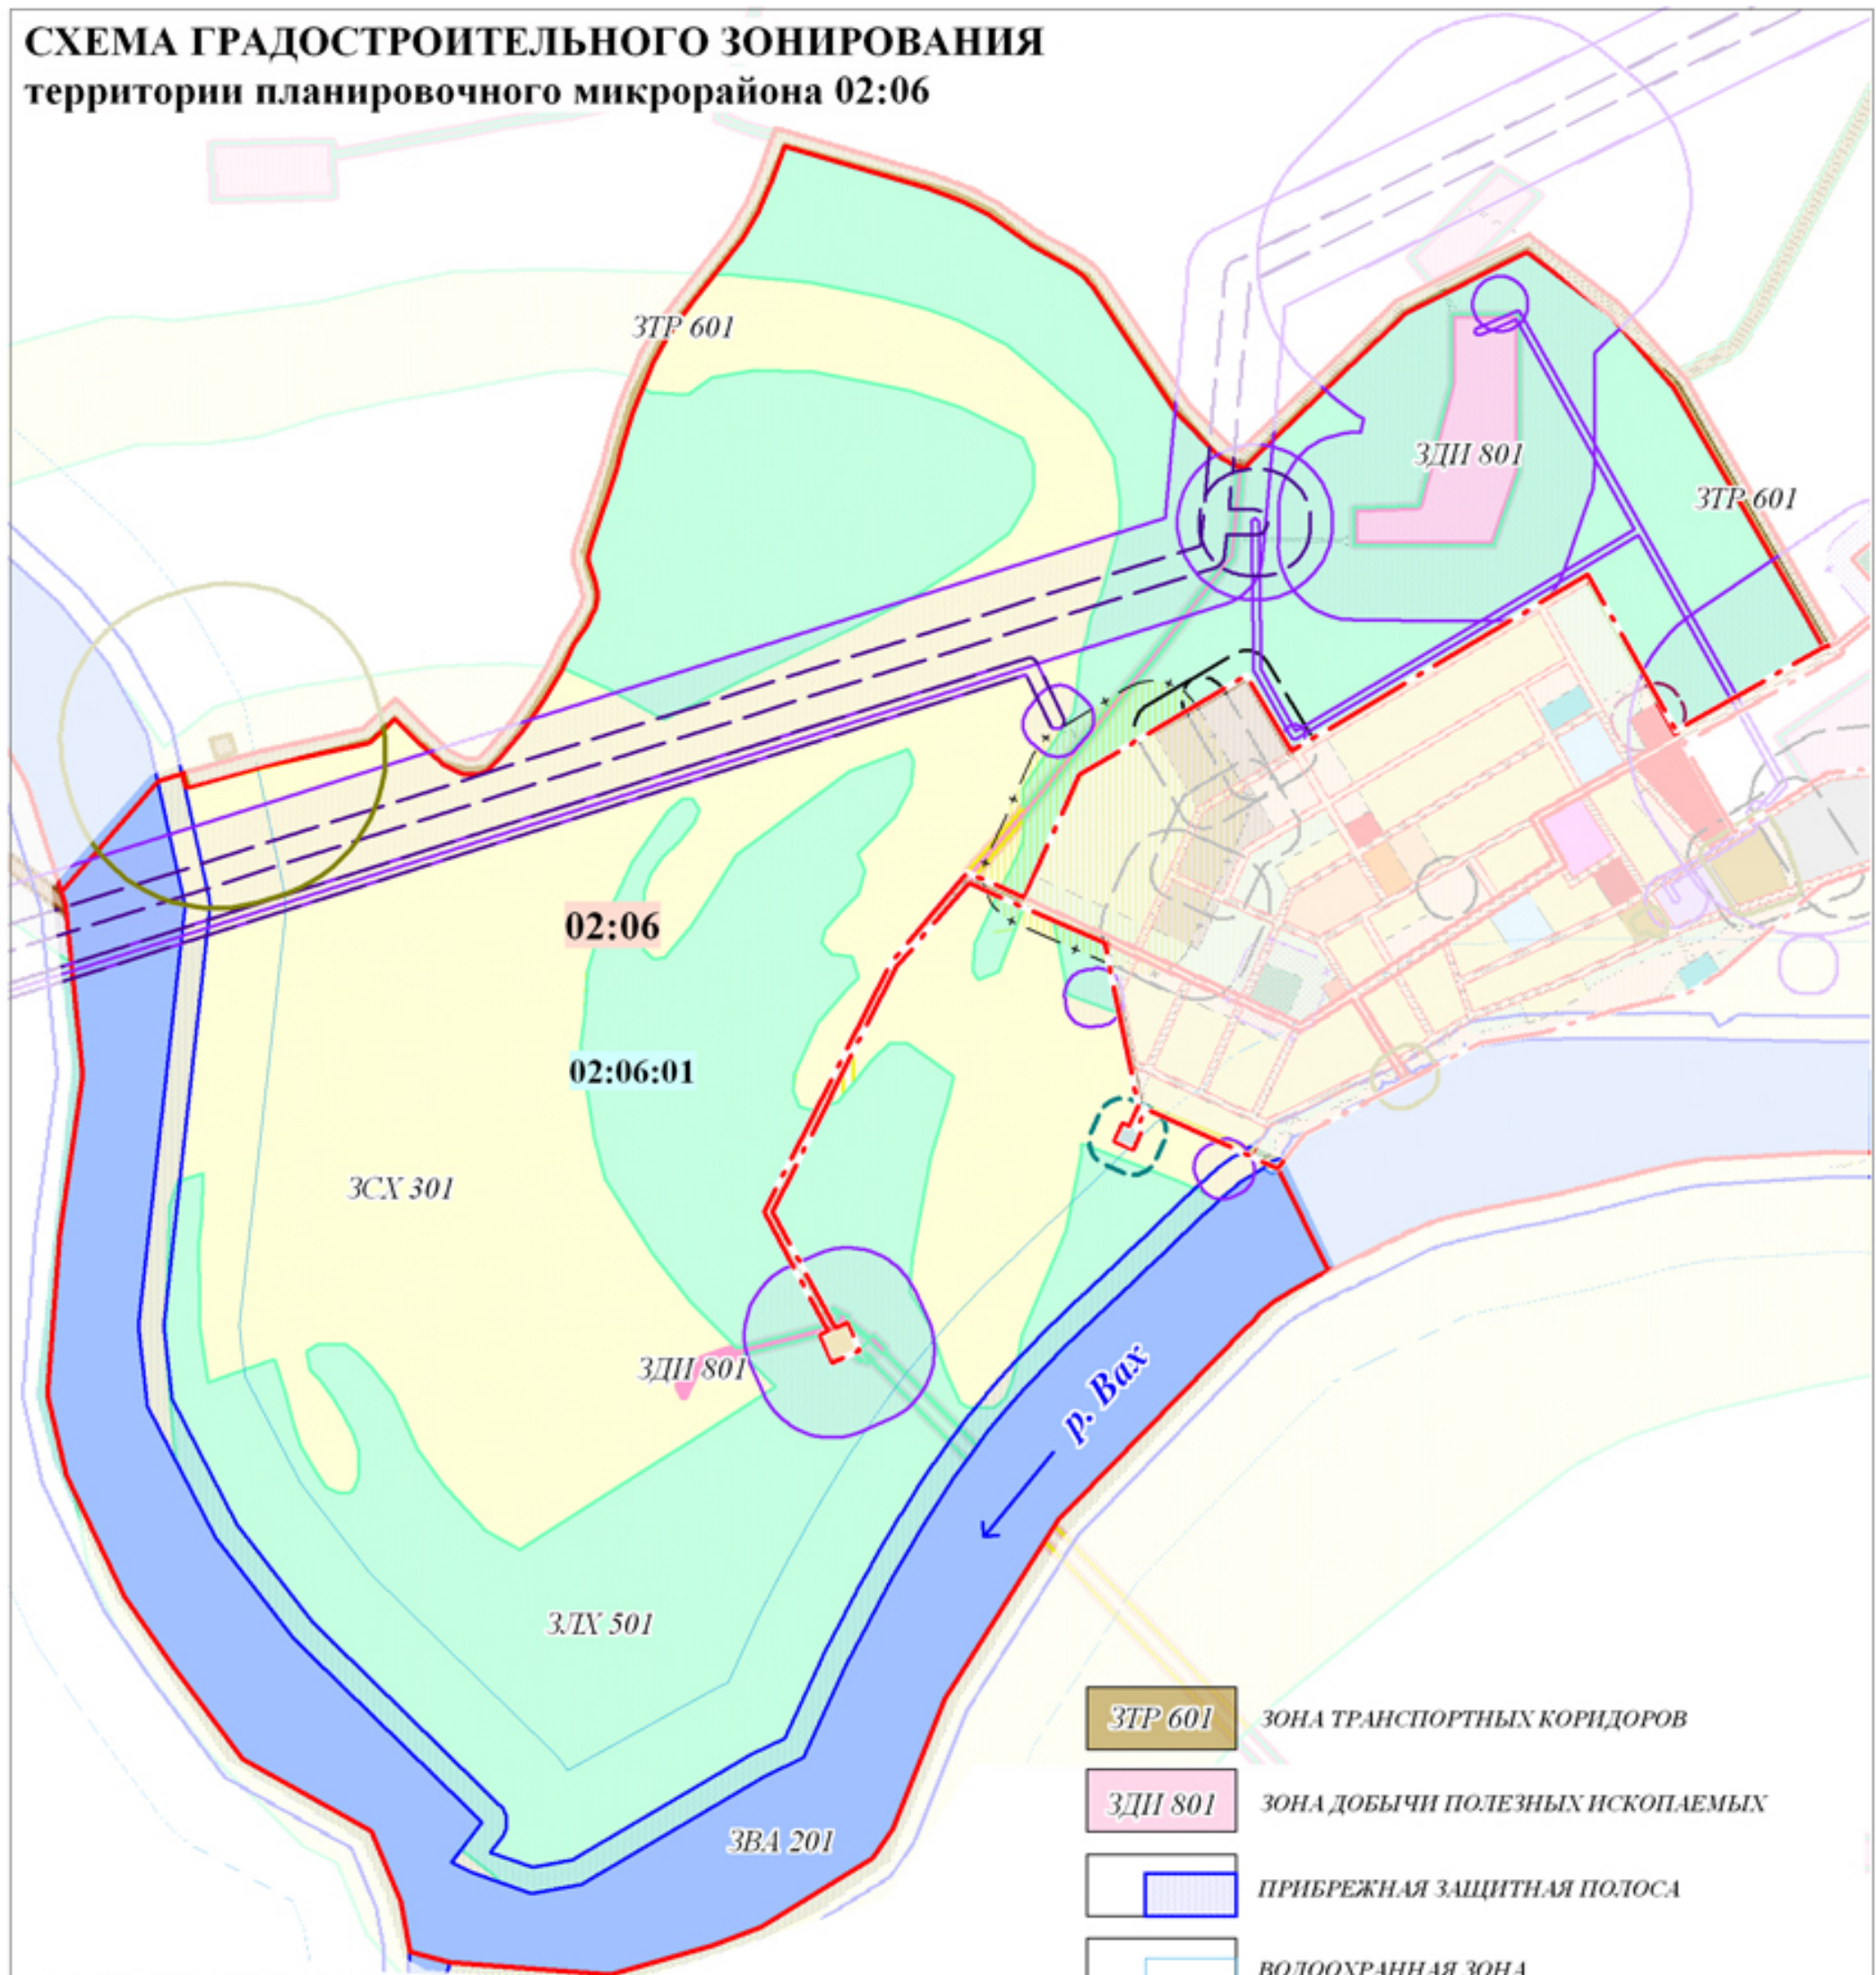 СХЕМА ГРАДОСТРОИТЕЛЬНОГО ЗОНИРОВАНИЯ
территории планировочного микрорайона 02:06
ЗТР 601
ЗДИ 801
ЗТР 601
02:06
02:06:01
ЗСХ 301
ЗДИ 801
р. Вах
ЗЛХ 501
ЗВА 201
ЗТР 601 ЗОНА ТРАНСПОРТНЫХ КОРИДОРОВ
ЗДИ 801 ЗОНА ДОБЫЧИ ПОЛЕЗНЫХ ИСКОПАЕМЫХ
ПРИБРЕЖНАЯ ЗАЩИТНАЯ ПОЛОСА
ВОДООХРАННАЯ ЗОНА